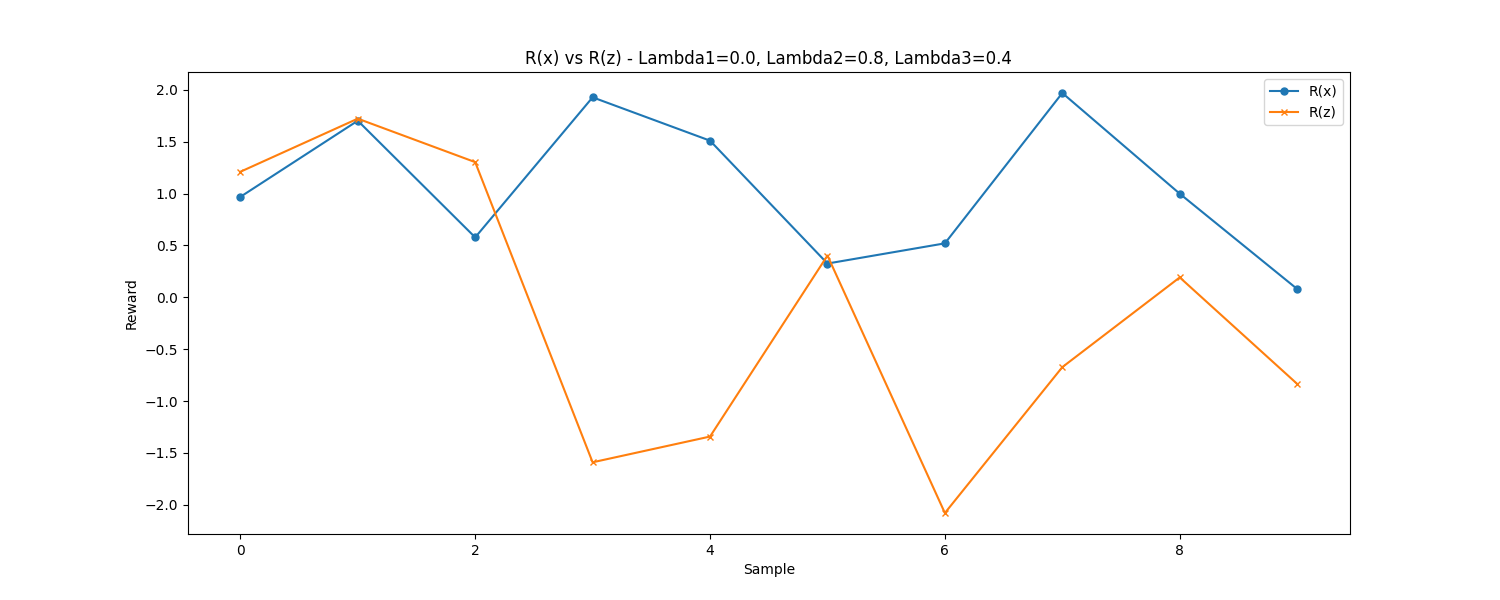 R(x) vs R(z) - Lambda1=0.0, Lambda2=0.8, Lambda3=0.4
R(x)
R(z)
2.0
1.5
1.0
0.5
0.0
−0.5
−1.0
−1.5
−2.0
Reward
0 2 4 6 8
Sample